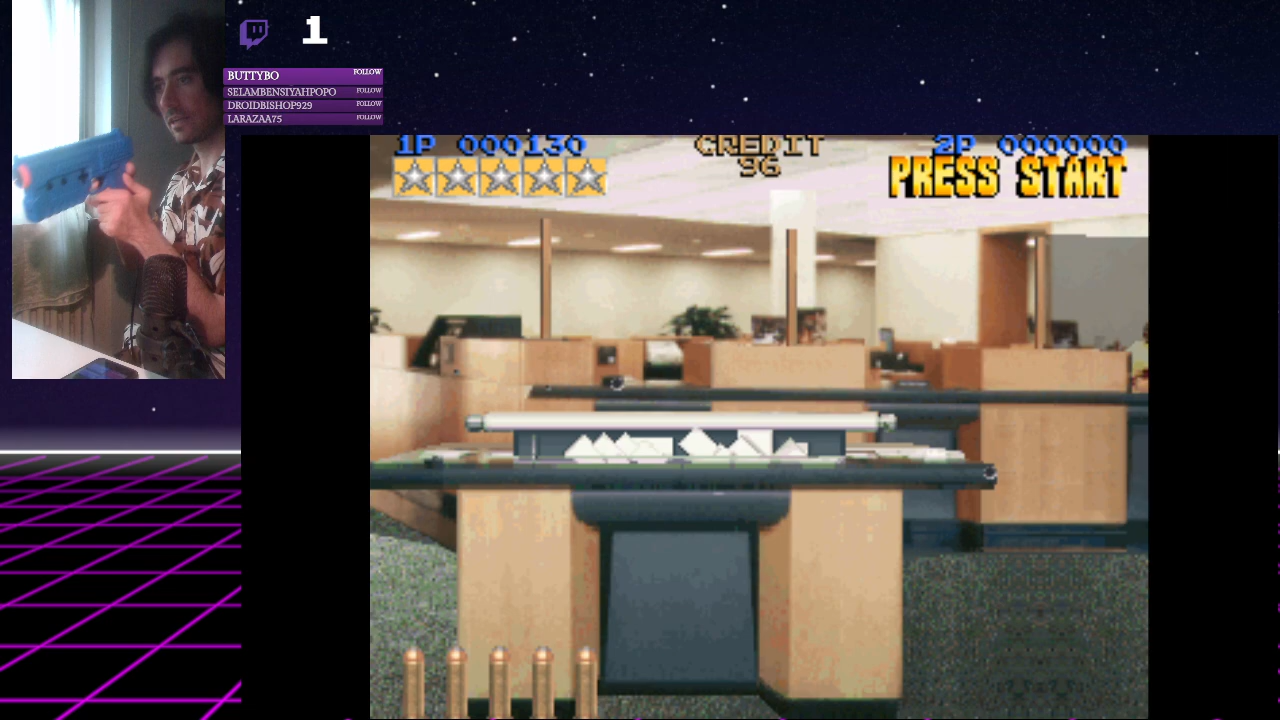 1
BUTTYBO FOLLOW
SELAMBENSIYAHPOPO FOLLOW
DROIDBISHOP929 FOLLOW
LARAZAA75 FOLLOW
1P 000130 CREDIT 2P 000000
96 PRESS START